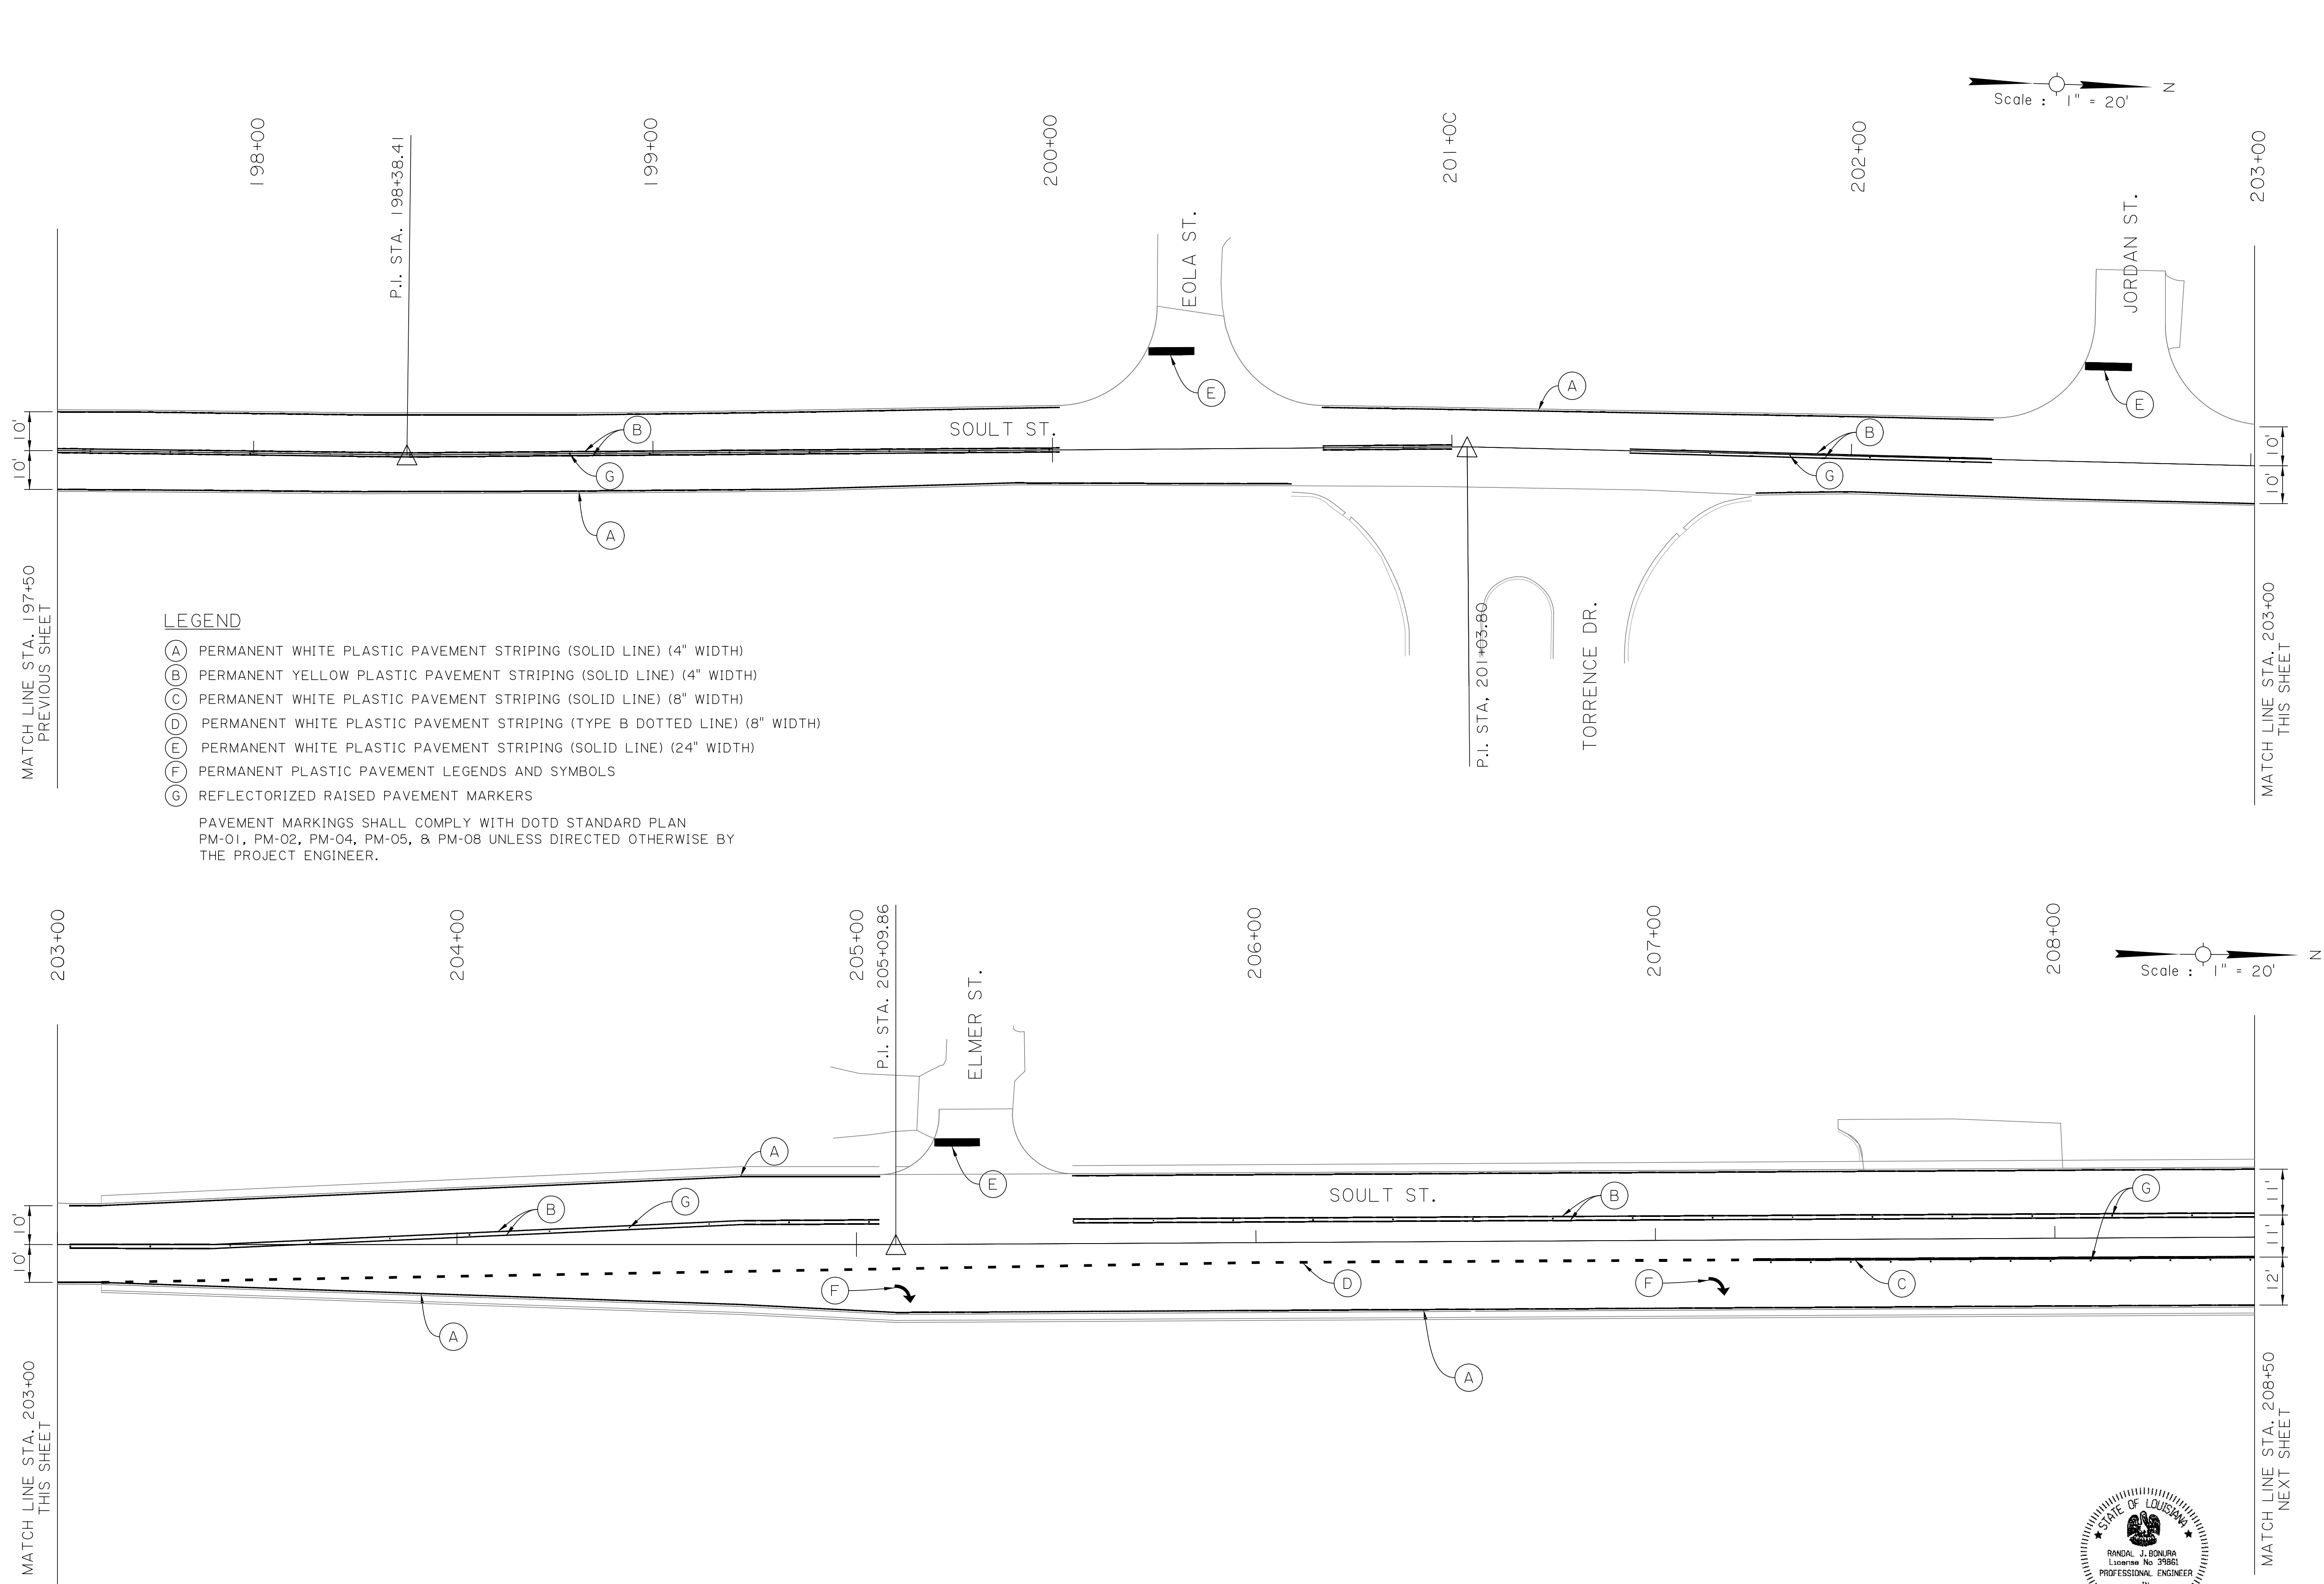 Scale : 1" = 20'
N
198+00
P.I. STA. 198+38.41
199+00
200+00
201+0C
202+00
203+00
EOLA ST.
JORDAN ST.
10'
10'
E
E
A
SOULT ST.
B
G
A
B
G
10'
10'
MATCH LINE STA. 197+50
PREVIOUS SHEET
P.I. STA, 201+03.80
TORRENCE DR.
MATCH LINE STA. 203+00
THIS SHEET
LEGEND
A PERMANENT WHITE PLASTIC PAVEMENT STRIPING (SOLID LINE) (4" WIDTH)
B PERMANENT YELLOW PLASTIC PAVEMENT STRIPING (SOLID LINE) (4" WIDTH)
C PERMANENT WHITE PLASTIC PAVEMENT STRIPING (SOLID LINE) (8" WIDTH)
D PERMANENT WHITE PLASTIC PAVEMENT STRIPING (TYPE B DOTTED LINE) (8" WIDTH)
E PERMANENT WHITE PLASTIC PAVEMENT STRIPING (SOLID LINE) (24" WIDTH)
F PERMANENT PLASTIC PAVEMENT LEGENDS AND SYMBOLS
G REFLECTORIZED RAISED PAVEMENT MARKERS
PAVEMENT MARKINGS SHALL COMPLY WITH DOTD STANDARD PLAN
PM-01, PM-02, PM-04, PM-05, & PM-08 UNLESS DIRECTED OTHERWISE BY
THE PROJECT ENGINEER.
203+00
204+00
205+00
P.I. STA. 205+09.86
206+00
207+00
208+00
Scale : 1" = 20'
N
ELMER ST.
10'
10'
A
E
B
G
SOULT ST.
B
G
F
D
F
C
A
A
11'
11'
12'
MATCH LINE STA. 203+00
THIS SHEET
MATCH LINE STA. 208+50
NEXT SHEET
STATE OF LOUISIANA
RANDAL J. BONURA
License No 39861
PROFESSIONAL ENGINEER
IN